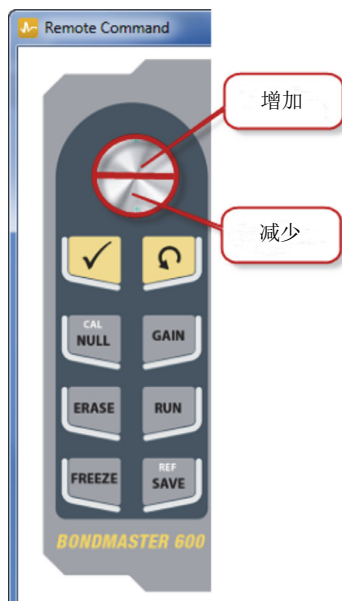 Remote Command
增加
减少
CAL
NULL
GAIN
ERASE
RUN
FREEZE
REF
SAVE
BONDMASTER 600